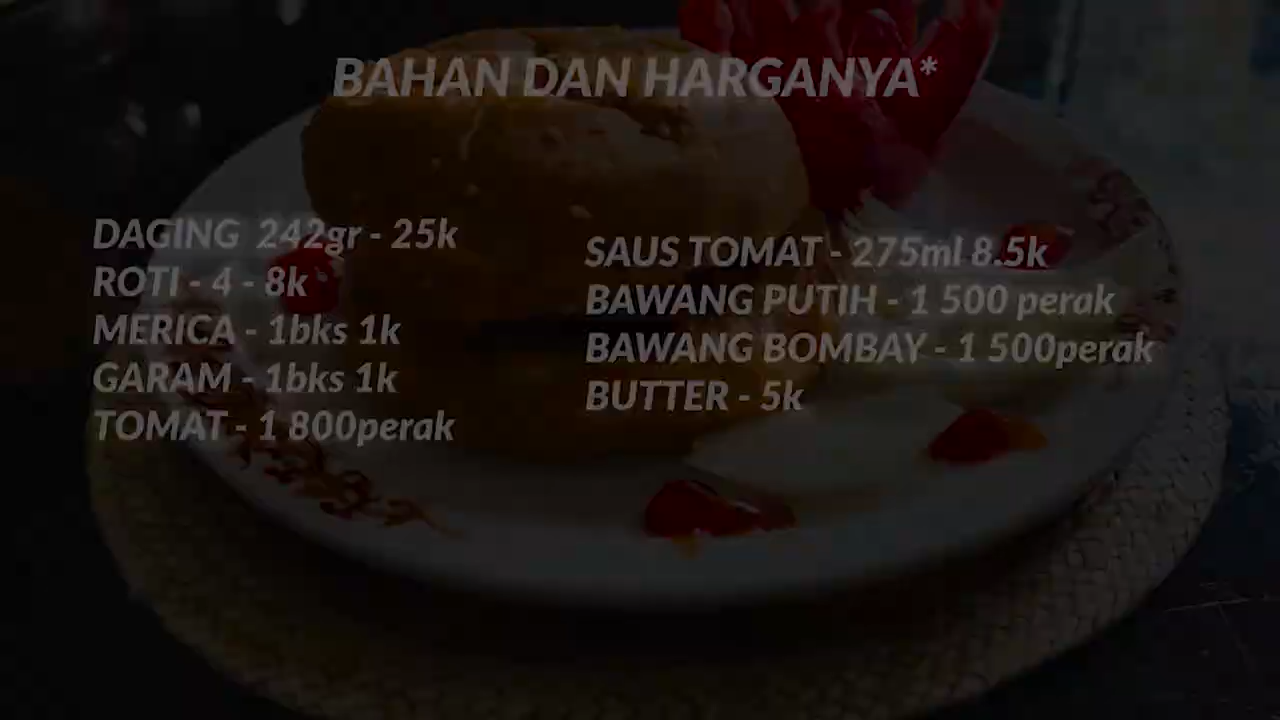 BAHAN DAN HARGANYA*
DAGING 242gr - 25k
ROTI - 4 - 8k
MERICA - 1bks 1k
GARAM - 1bks 1k
TOMAT - 1 800perak
SAUS TOMAT - 275ml 8.5k
BAWANG PUTIH - 1 500 perak
BAWANG BOMBAY - 1 500perak
BUTTER - 5k